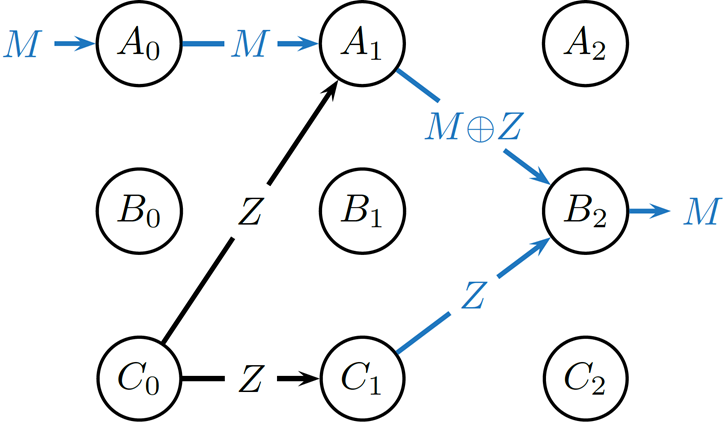 M A₀ M A₁ A₂
M⊕Z
B₀ Z B₁ B₂ M
Z
C₀ Z C₁ C₂